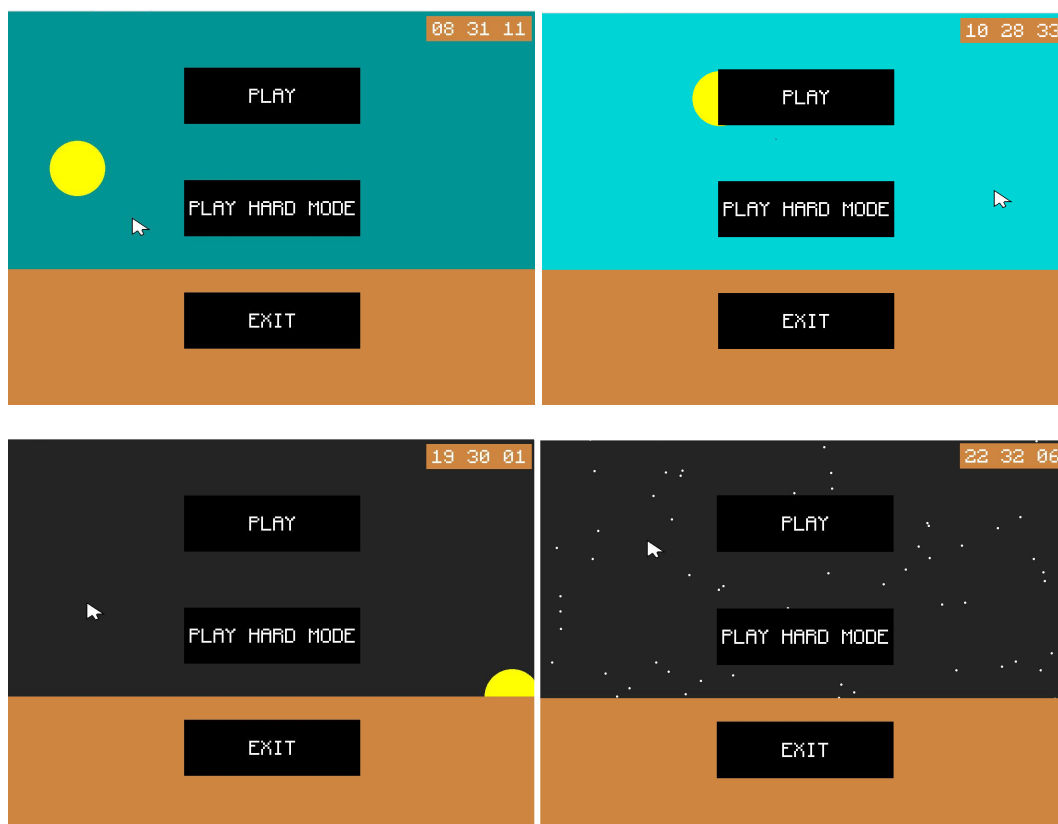 08 31 11
PLAY
PLAY HARD MODE
EXIT
10 28 33
PLAY
PLAY HARD MODE
EXIT
19 30 01
PLAY
PLAY HARD MODE
EXIT
22 32 06
PLAY
PLAY HARD MODE
EXIT